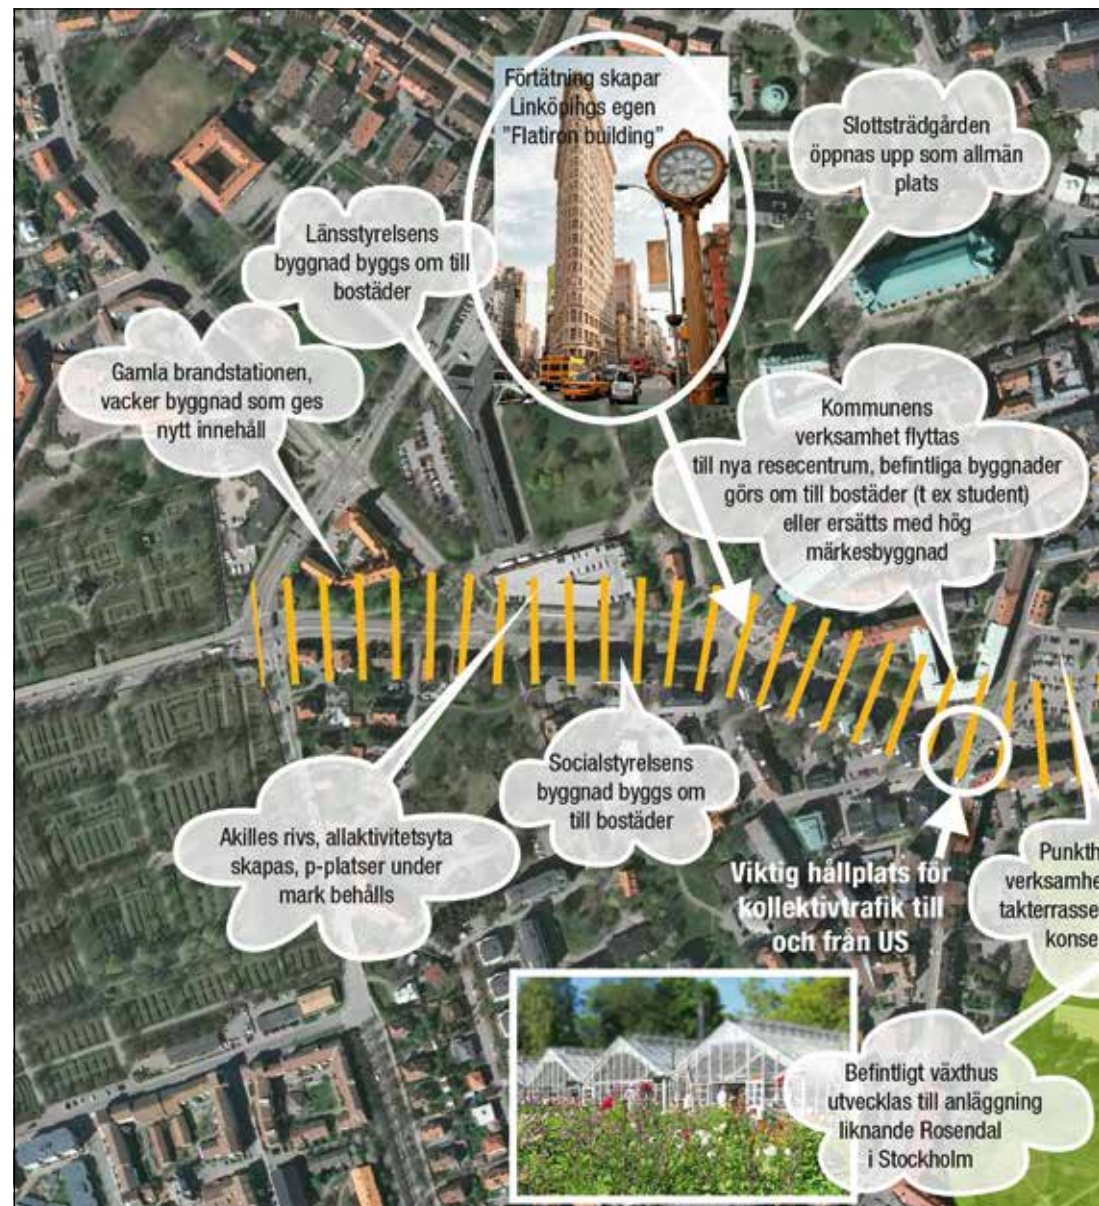 Förtätning skapar
Linköpihgs egen
"Flatiron building"
Slottsträdgården
öppnas upp som allmän
plats
Länsstyrelsens
byggnad byggs om till
bostäder
Gamla brandstationen,
vacker byggnad som ges
nytt innehåll
Kommunens
verksamhet flyttas
till nya resecentrum, befintliga byggnader
görs om till bostäder (t ex student)
eller ersätts med hög
märkesbyggnad
Socialstyrelsens
byggnad byggs om
till bostäder
Akilles rivs, allaktivitetsyta
skapas, p-platser under
mark behålls
Viktig hållplats för
kollektivtrafik till
och från US
Befintligt växthus
utvecklas till anläggning
liknande Rosendal
i Stockholm